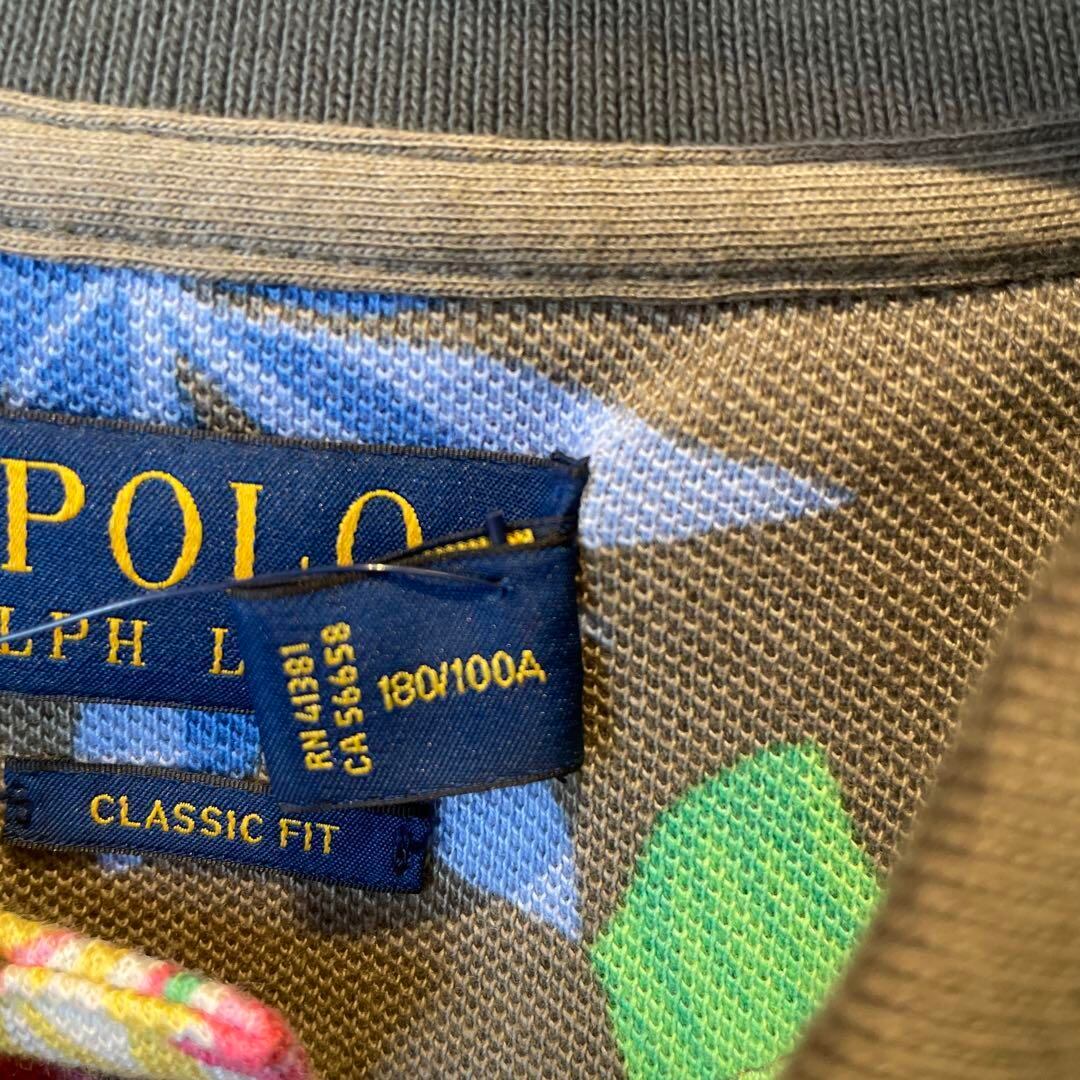 POLO
LPH L
RN 41381
CA 56658
180/100A
CLASSIC FIT